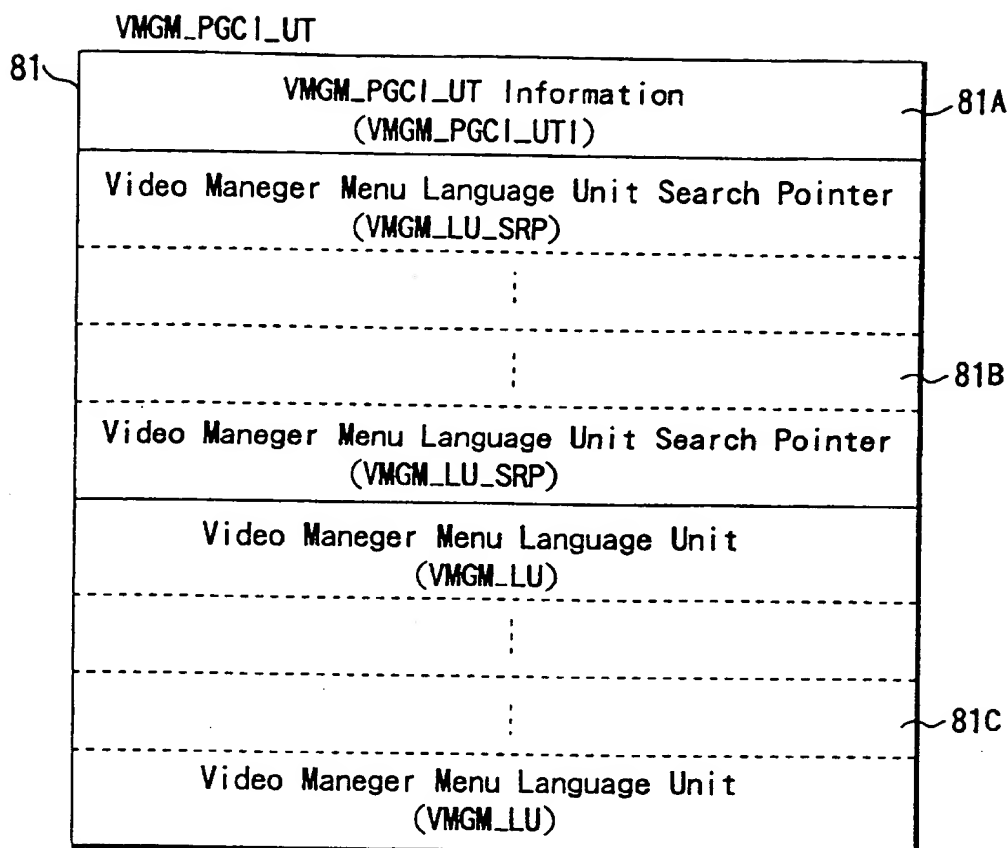 VMGM_PGCI_UT
81
VMGM_PGCI_UT Information
(VMGM_PGCI_UTI)
81A
Video Maneger Menu Language Unit Search Pointer
(VMGM_LU_SRP)
81B
Video Maneger Menu Language Unit Search Pointer
(VMGM_LU_SRP)
Video Maneger Menu Language Unit
(VMGM_LU)
81C
Video Maneger Menu Language Unit
(VMGM_LU)